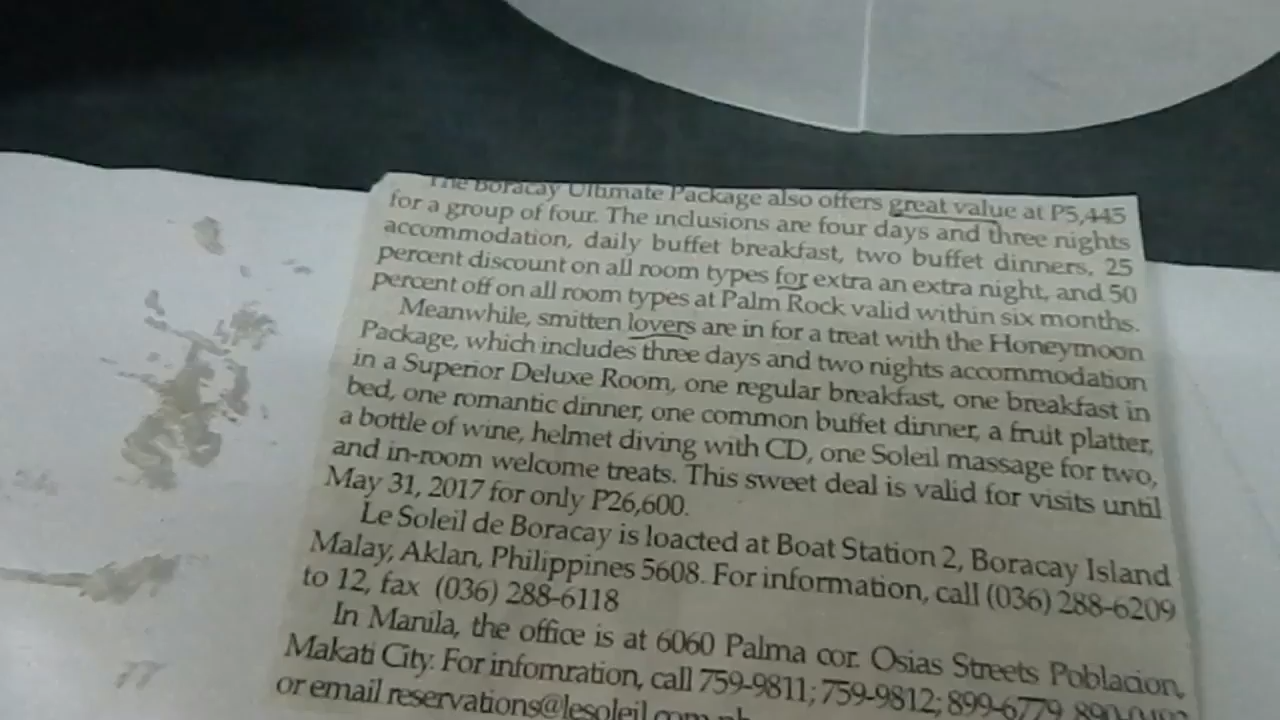 The Boracay Ultimate Package also offers great value at P5,445
for a group of four. The inclusions are four days and three nights
accommodation, daily buffet breakfast, two buffet dinners, 25
percent discount on all room types for extra an extra night, and 50
percent off on all room types at Palm Rock valid within six months.
Meanwhile, smitten lovers are in for a treat with the Honeymoon
Package, which includes three days and two nights accommodation
in a Superior Deluxe Room, one regular breakfast, one breakfast in
bed, one romantic dinner, one common buffet dinner, a fruit platter,
a bottle of wine, helmet diving with CD, one Soleil massage for two,
and in-room welcome treats. This sweet deal is valid for visits until
May 31, 2017 for only P26,600.
Le Soleil de Boracay is loacted at Boat Station 2, Boracay Island
Malay, Aklan, Philippines 5608. For information, call (036) 288-6209
to 12, fax (036) 288-6118
In Manila, the office is at 6060 Palma cor. Osias Streets Poblacion,
Makati City. For infomration, call 759-9811; 759-9812; 899-6779
or email reservations@lesoleil.com.ph